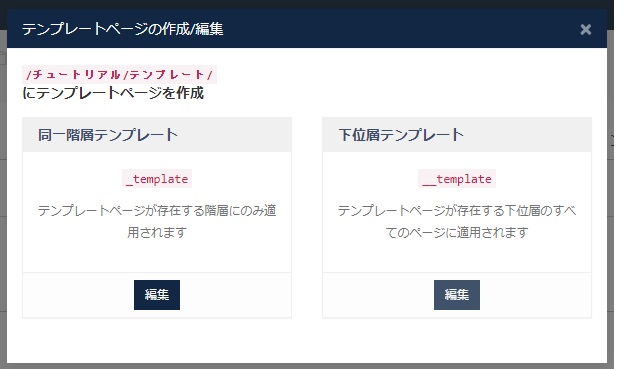 テンプレートページの作成/編集
×
/チュートリアル/テンプレート/
にテンプレートページを作成
同一階層テンプレート
_template
テンプレートページが存在する階層にのみ適
用されます
編集
下位層テンプレート
__template
テンプレートページが存在する下位層のすべ
てのページに適用されます
編集